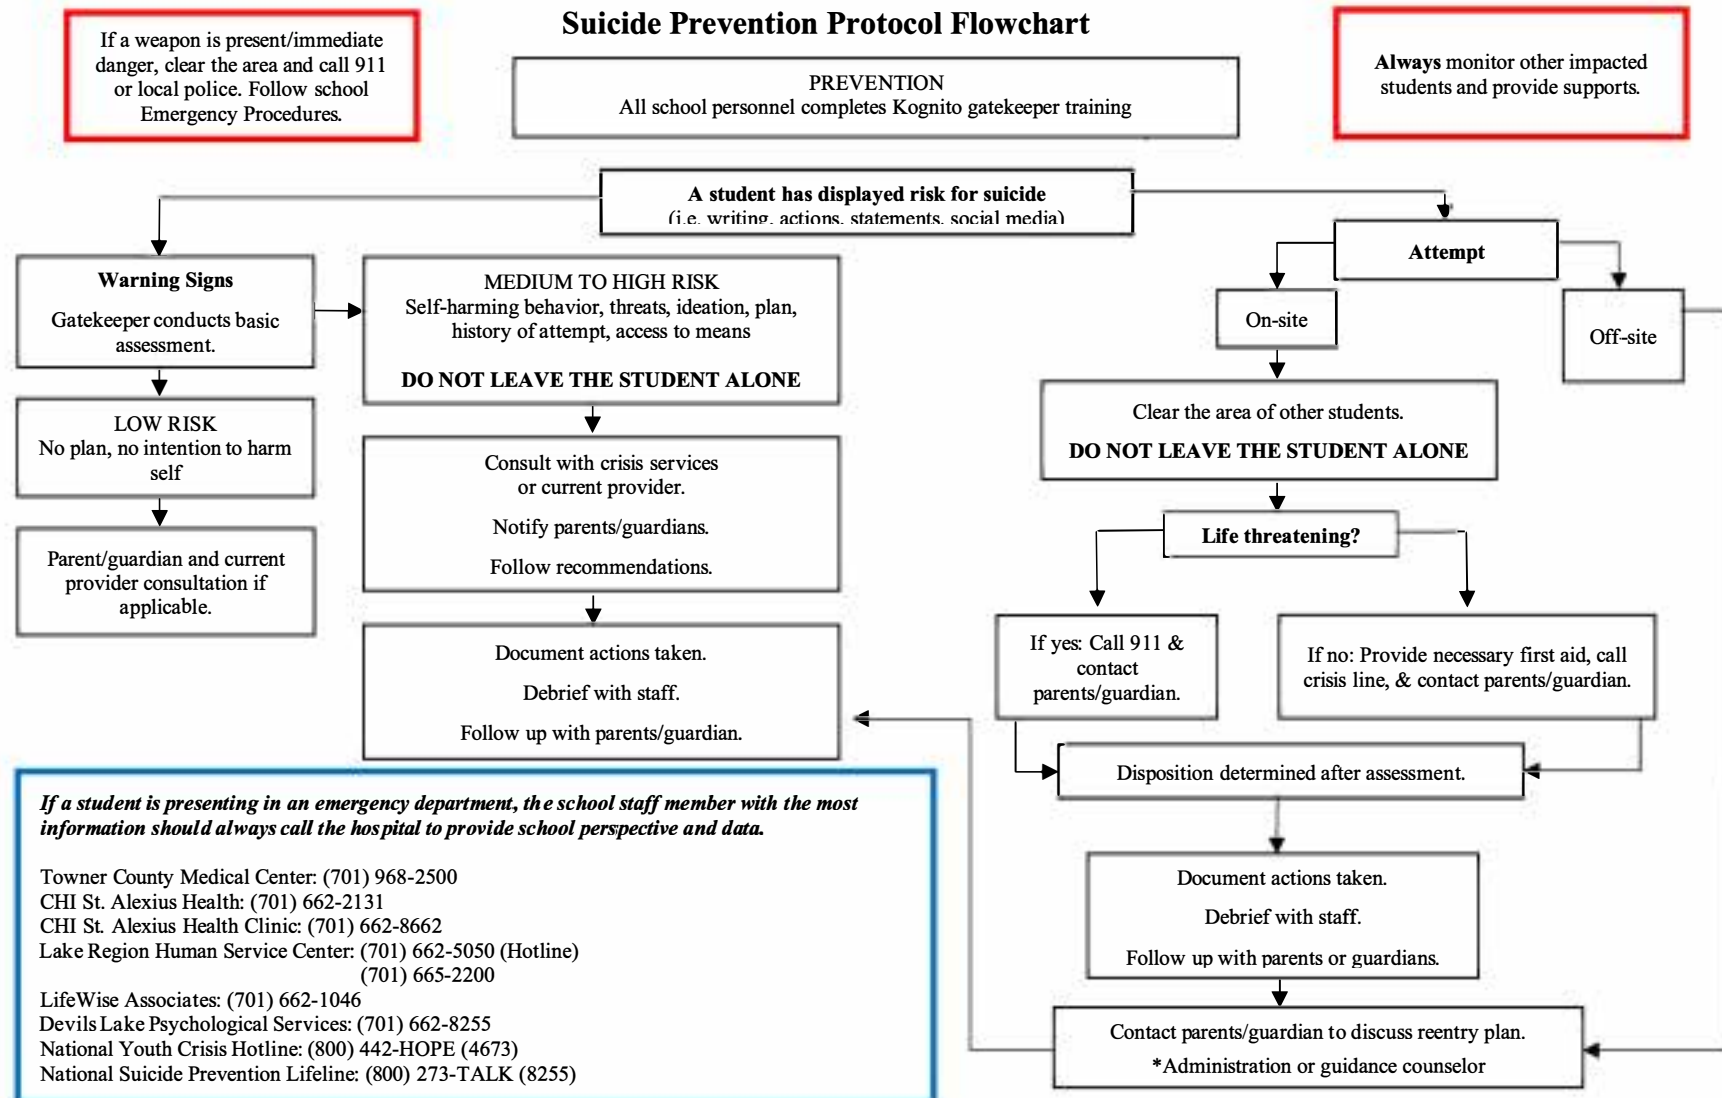 Suicide Prevention Protocol Flowchart
If a weapon is present/immediate
danger, clear the area and call 911
or local police. Follow school
Emergency Procedures.
PREVENTION
All school personnel completes Kognito gatekeeper training
Always monitor other impacted
students and provide supports.
A student has displayed risk for suicide
(i.e. writing, actions, statements, social media)
Warning Signs
Gatekeeper conducts basic
assessment.
LOW RISK
No plan, no intention to harm
self
Parent/guardian and current
provider consultation if
applicable.
MEDIUM TO HIGH RISK
Self-harming behavior, threats, ideation, plan,
history of attempt, access to means
DO NOT LEAVE THE STUDENT ALONE
Consult with crisis services
or current provider.
Notify parents/guardians.
Follow recommendations.
Document actions taken.
Debrief with staff.
Follow up with parents/guardian.
Attempt
On-site
Off-site
Clear the area of other students.
DO NOT LEAVE THE STUDENT ALONE
Life threatening?
If yes: Call 911 &
contact
parents/guardian.
If no: Provide necessary first aid, call
crisis line, & contact parents/guardian.
Disposition determined after assessment.
Document actions taken.
Debrief with staff.
Follow up with parents or guardians.
Contact parents/guardian to discuss reentry plan.
*Administration or guidance counselor
If a student is presenting in an emergency department, the school staff member with the most
information should always call the hospital to provide school perspective and data.
Towner County Medical Center: (701) 968-2500
CHI St. Alexius Health: (701) 662-2131
CHI St. Alexius Health Clinic: (701) 662-8662
Lake Region Human Service Center: (701) 662-5050 (Hotline)
(701) 665-2200
LifeWise Associates: (701) 662-1046
Devils Lake Psychological Services: (701) 662-8255
National Youth Crisis Hotline: (800) 442-HOPE (4673)
National Suicide Prevention Lifeline: (800) 273-TALK (8255)